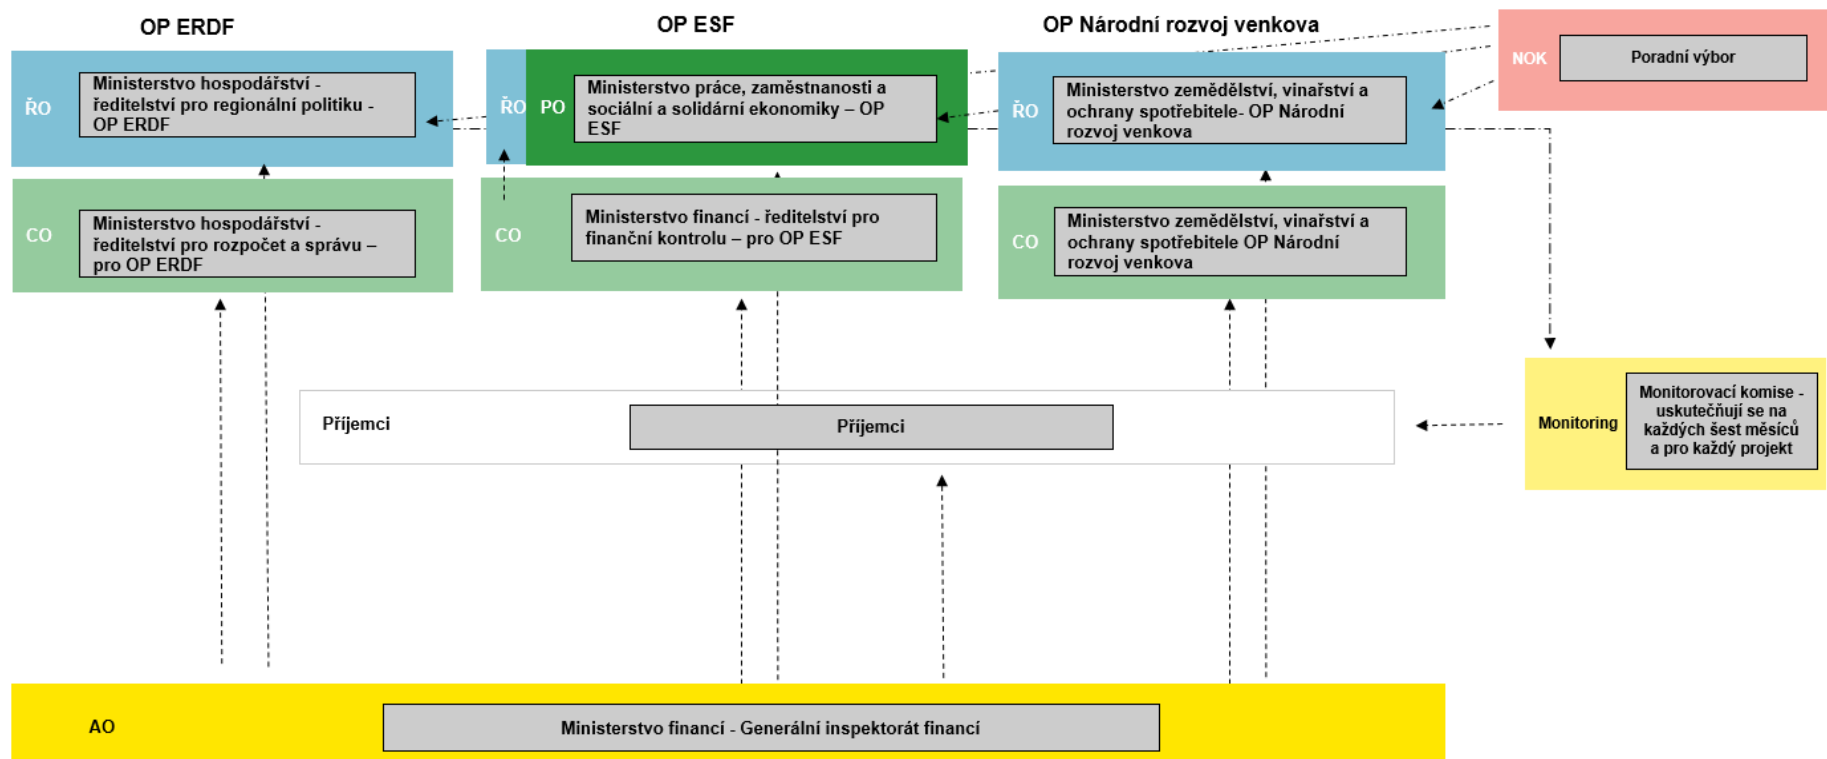 OP ERDF
OP ESF
OP Národní rozvoj venkova
ŘO
Ministerstvo hospodářství -
ředitelství pro regionální politiku -
OP ERDF
ŘO
PO
Ministerstvo práce, zaměstnanosti a
sociální a solidární ekonomiky – OP
ESF
ŘO
Ministerstvo zemědělství, vinařství a
ochrany spotřebitele- OP Národní
rozvoj venkova
NOK
Poradní výbor
CO
Ministerstvo hospodářství -
ředitelství pro rozpočet a správu –
pro OP ERDF
CO
Ministerstvo financí - ředitelství pro
finanční kontrolu – pro OP ESF
CO
Ministerstvo zemědělství, vinařství a
ochrany spotřebitele OP Národní
rozvoj venkova
Příjemci
Příjemci
Monitoring
Monitorovací komise -
uskutečňují se na
každých šest měsíců
a pro každý projekt
AO
Ministerstvo financí - Generální inspektorát financí